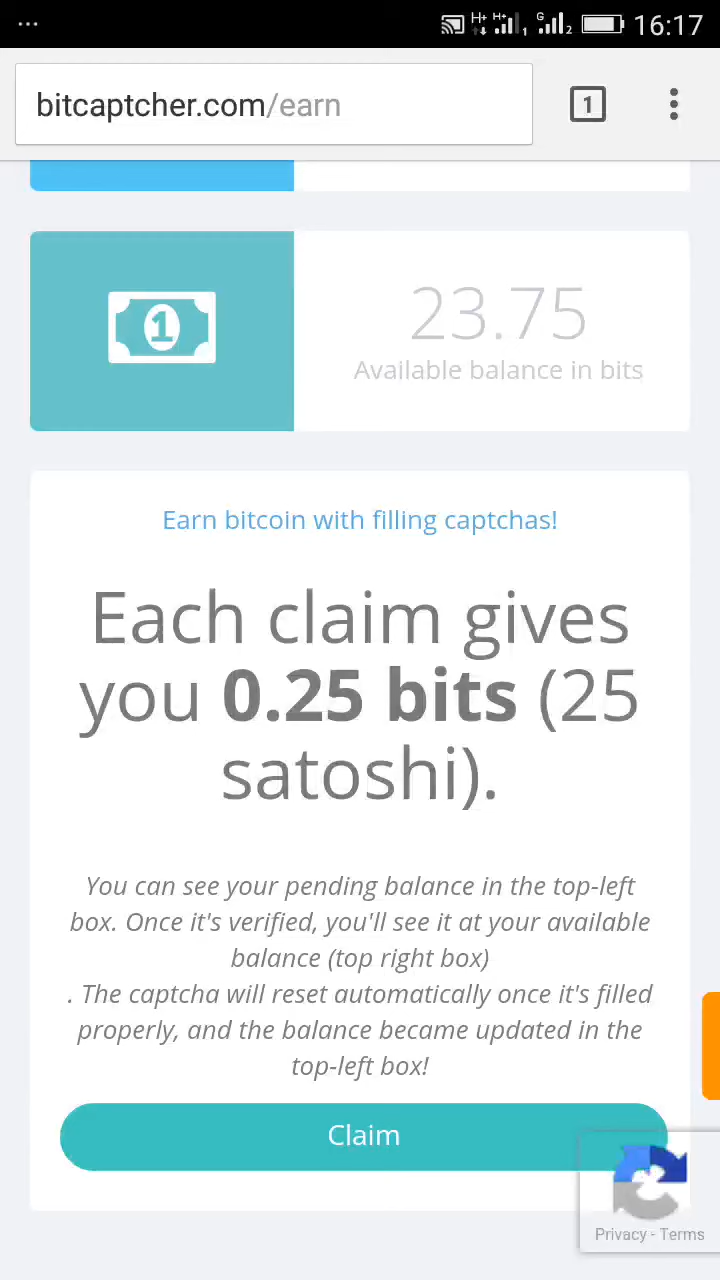 ... H+ H+ 1 G 2 16:17
bitcaptcher.com/earn 1
1
23.75
Available balance in bits
Earn bitcoin with filling captchas!
Each claim gives
you 0.25 bits (25
satoshi).
You can see your pending balance in the top-left
box. Once it's verified, you'll see it at your available
balance (top right box)
. The captcha will reset automatically once it's filled
properly, and the balance became updated in the
top-left box!
Claim
Privacy - Terms